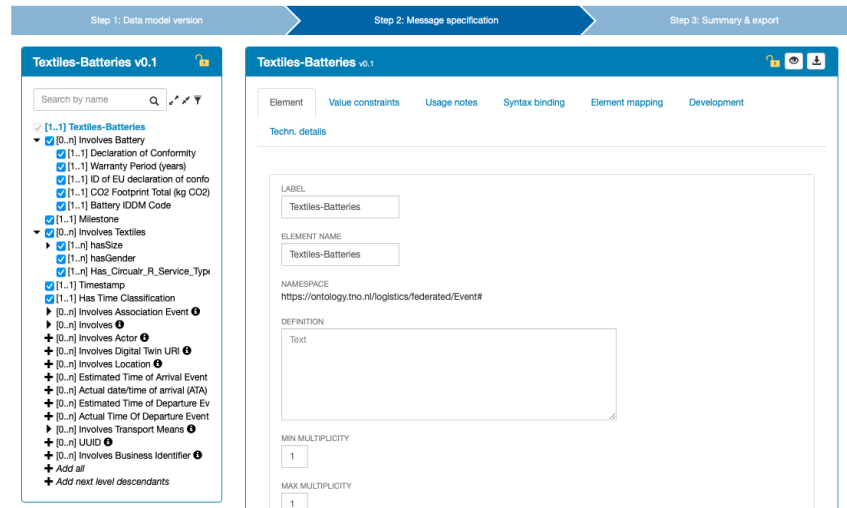 Step 1: Data model version
Step 2: Message specification
Step 3: Summary & export
Textiles-Batteries v0.1
Search by name
[1..1] Textiles-Batteries
[0..n] Involves Battery
[1..1] Declaration of Conformity
[1..1] Warranty Period (years)
[1..1] ID of EU declaration of confo
[1..1] CO2 Footprint Total (kg CO2)
[1..1] Battery IDDM Code
[1..1] Milestone
[0..n] Involves Textiles
[1..n] hasSize
[1..n] hasGender
[1..n] Has_Circualr_R_Service_Type
[1..1] Timestamp
[1..1] Has Time Classification
[0..n] Involves Association Event
[0..n] Involves
[0..n] Involves Actor
[0..n] Involves Digital Twin URI
[0..n] Involves Location
[0..n] Estimated Time of Arrival Event
[0..n] Actual date/time of arrival (ATA)
[0..n] Estimated Time of Departure Ev
[0..n] Actual Time Of Departure Event
[0..n] Involves Transport Means
[0..n] UUID
[0..n] Involves Business Identifier
Add all
Add next level descendants
Textiles-Batteries v0.1
Element
Value constraints
Usage notes
Syntax binding
Element mapping
Development
Techn. details
LABEL
Textiles-Batteries
ELEMENT NAME
Textiles-Batteries
NAMESPACE
https://ontology.tno.nl/logistics/federated/Event#
DEFINITION
Text
MIN MULTIPLICITY
1
MAX MULTIPLICITY
1